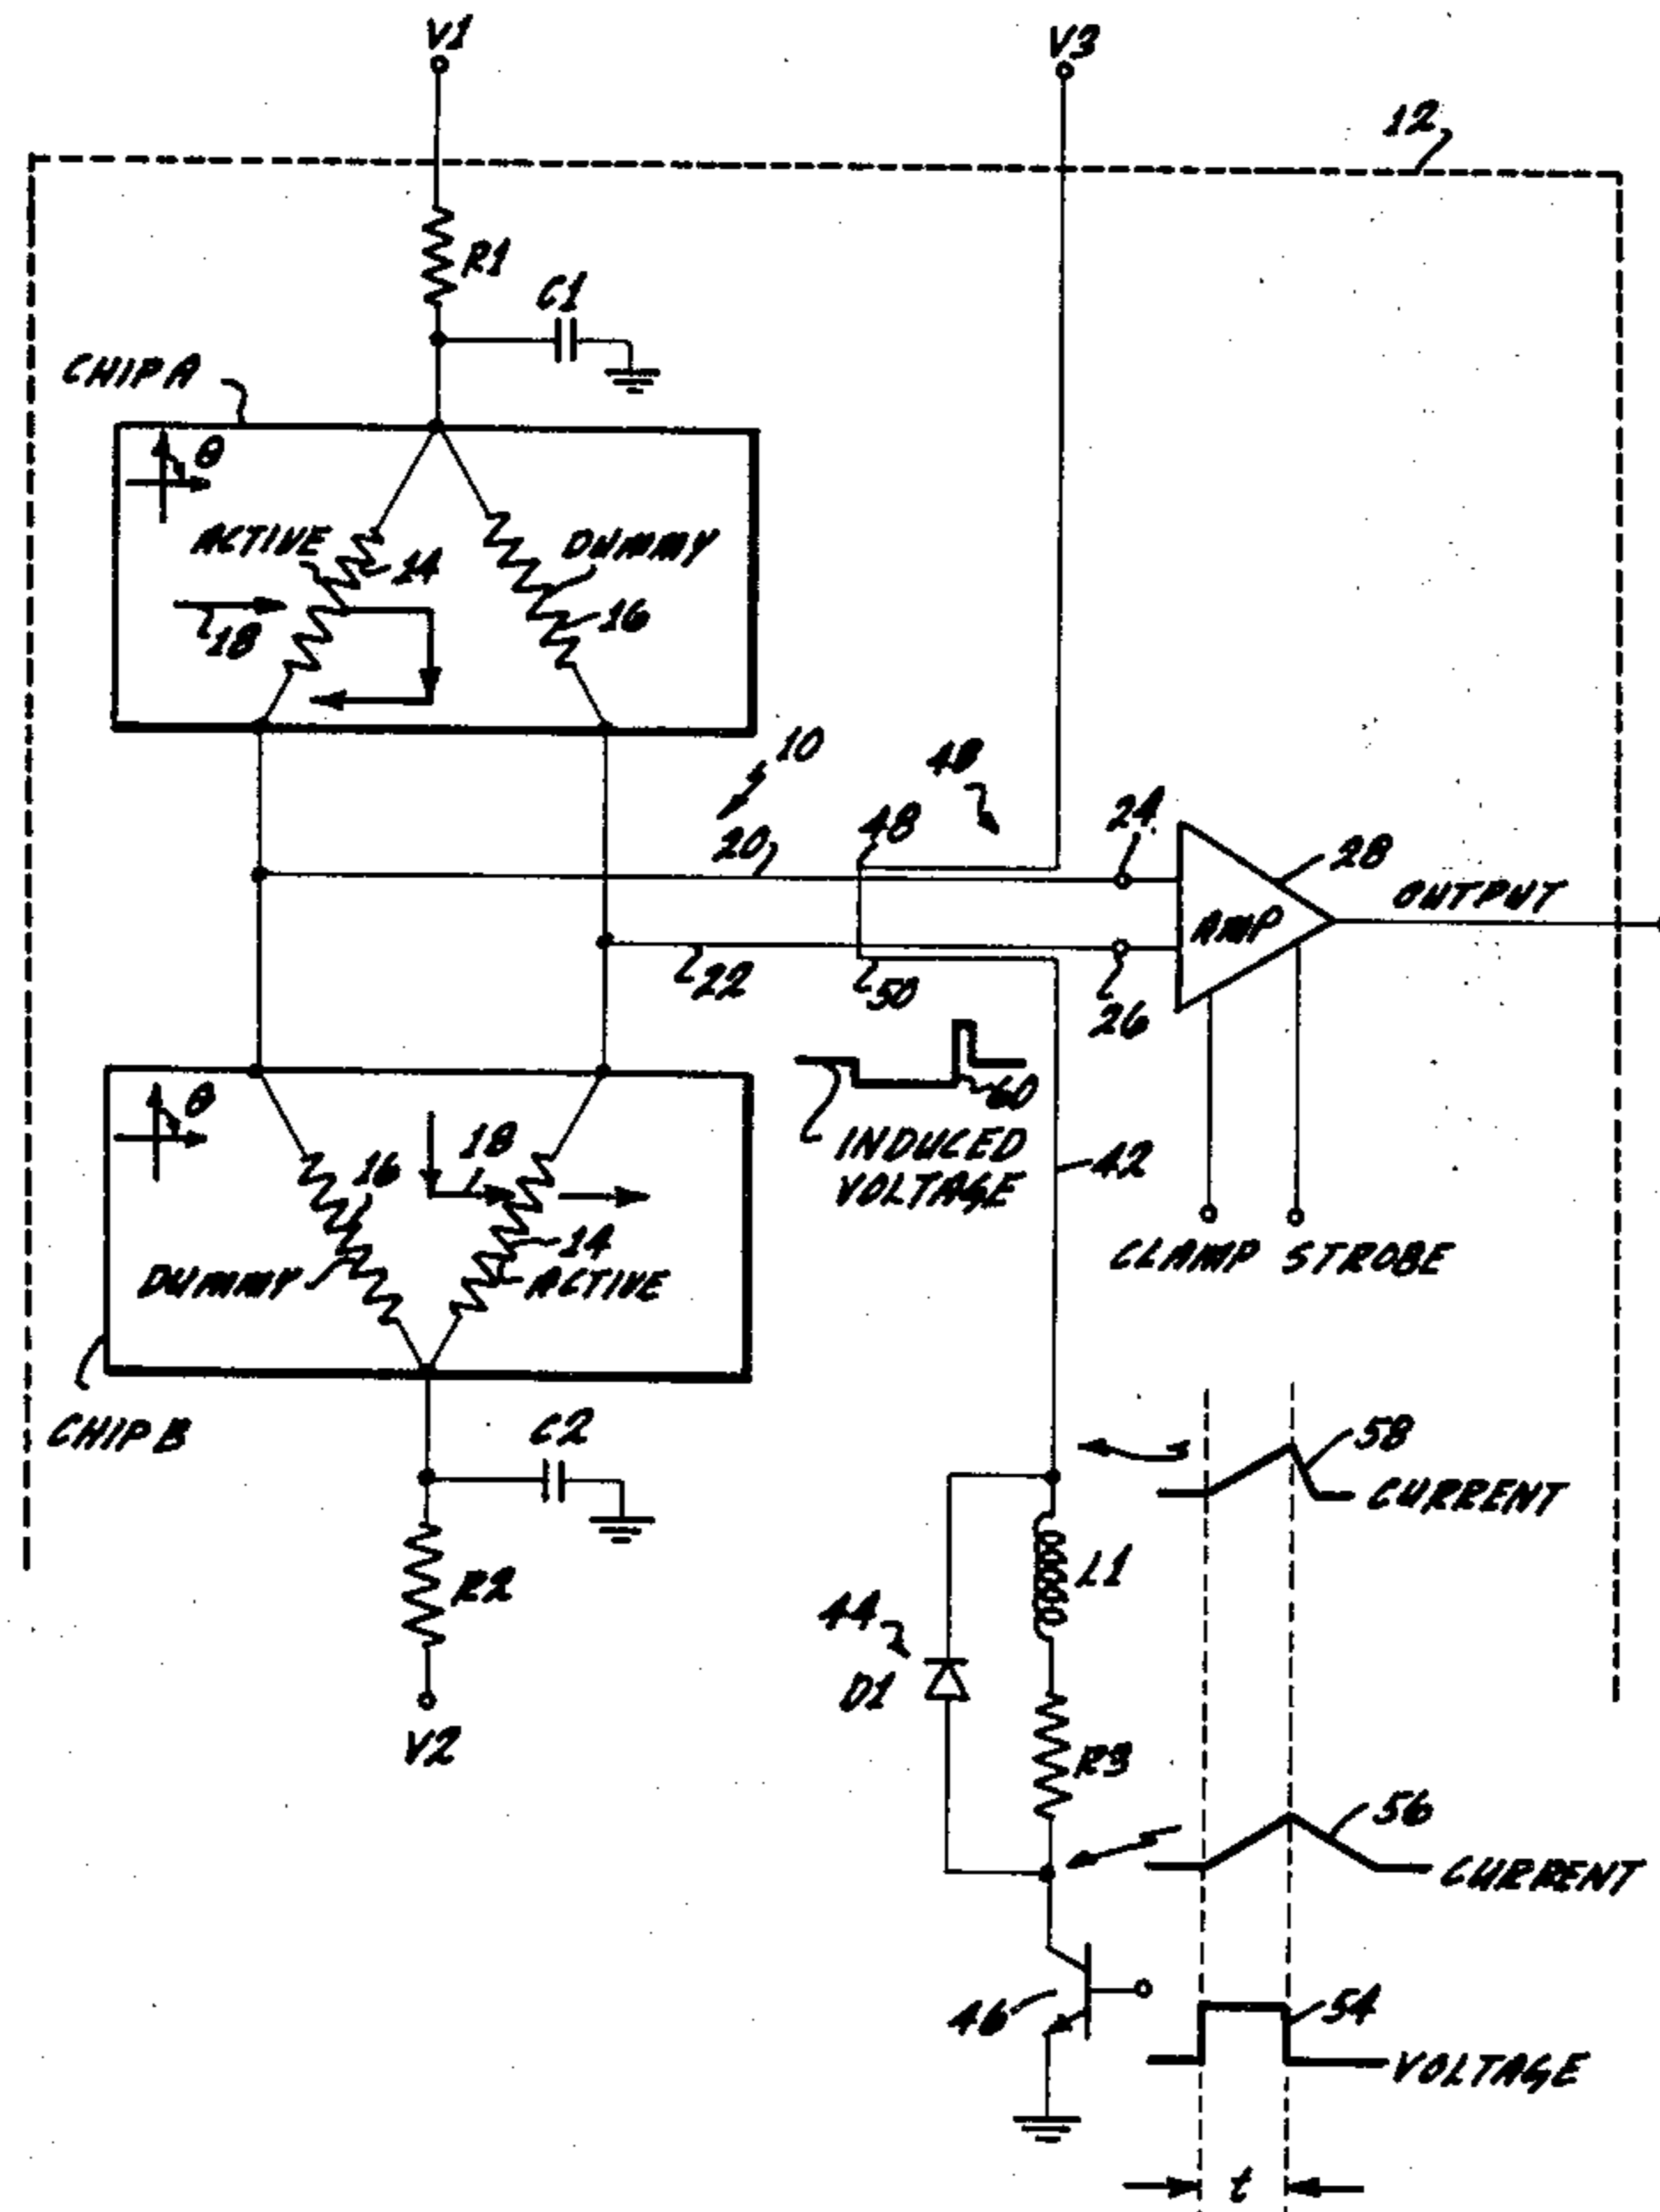 V1
V3
12
R1
C1
CHIP A
θ
ACTIVE
14
DUMMY
18
16
10
40
20
48
24
28
OUTPUT
AMP
22
50
26
60
θ
18
16
INDUCED
VOLTAGE
42
14
DUMMY
ACTIVE
CLAMP STROBE
CHIP B
C2
58
CURRENT
R2
L1
44
D1
V2
R3
56
CURRENT
46
54
VOLTAGE
t